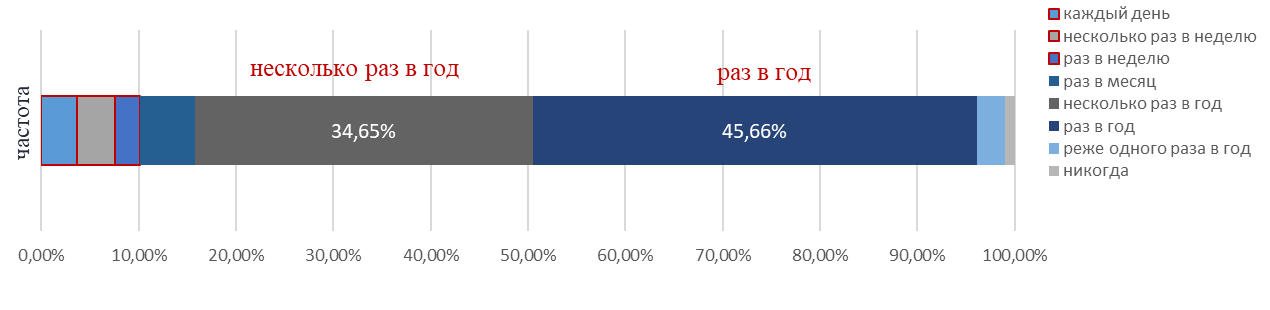 несколько раз в год
раз в год
частота
34,65%
45,66%
0,00%
10,00%
20,00%
30,00%
40,00%
50,00%
60,00%
70,00%
80,00%
90,00%
100,00%
каждый день
несколько раз в неделю
раз в неделю
раз в месяц
несколько раз в год
раз в год
реже одного раза в год
никогда